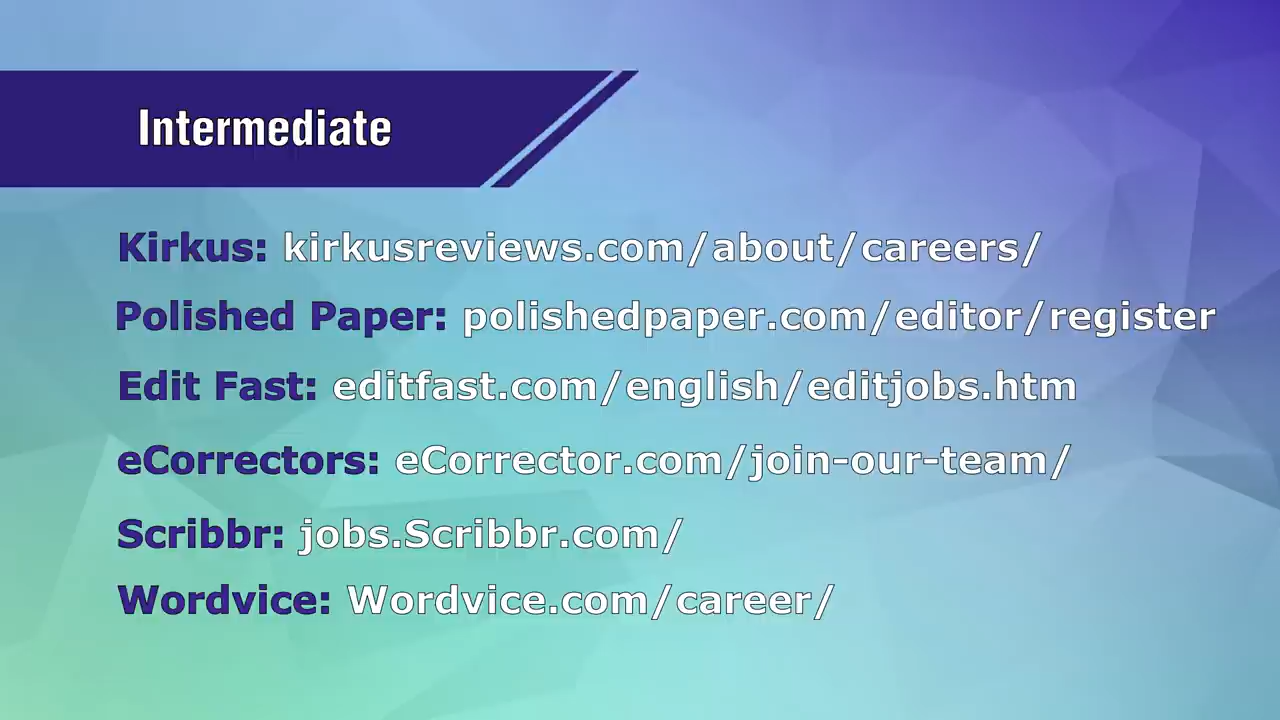 Intermediate
Kirkus: kirkusreviews.com/about/careers/
Polished Paper: polishedpaper.com/editor/register
Edit Fast: editfast.com/english/editjobs.htm
eCorrectors: eCorrector.com/join-our-team/
Scribbr: jobs.Scribbr.com/
Wordvice: Wordvice.com/career/